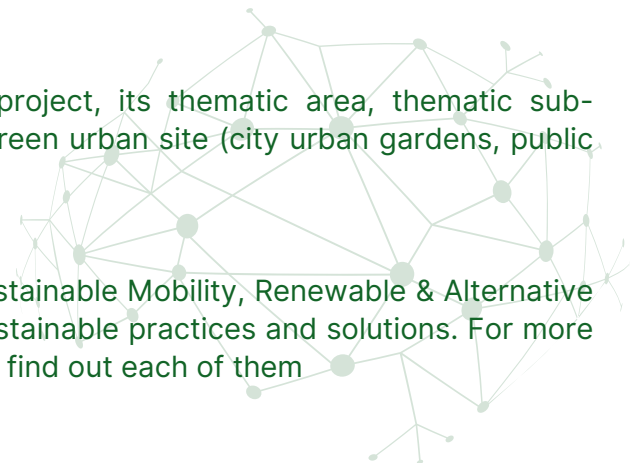 project, its thematic area, thematic sub-
reen urban site (city urban gardens, public
stainable Mobility, Renewable & Alternative
stainable practices and solutions. For more
find out each of them